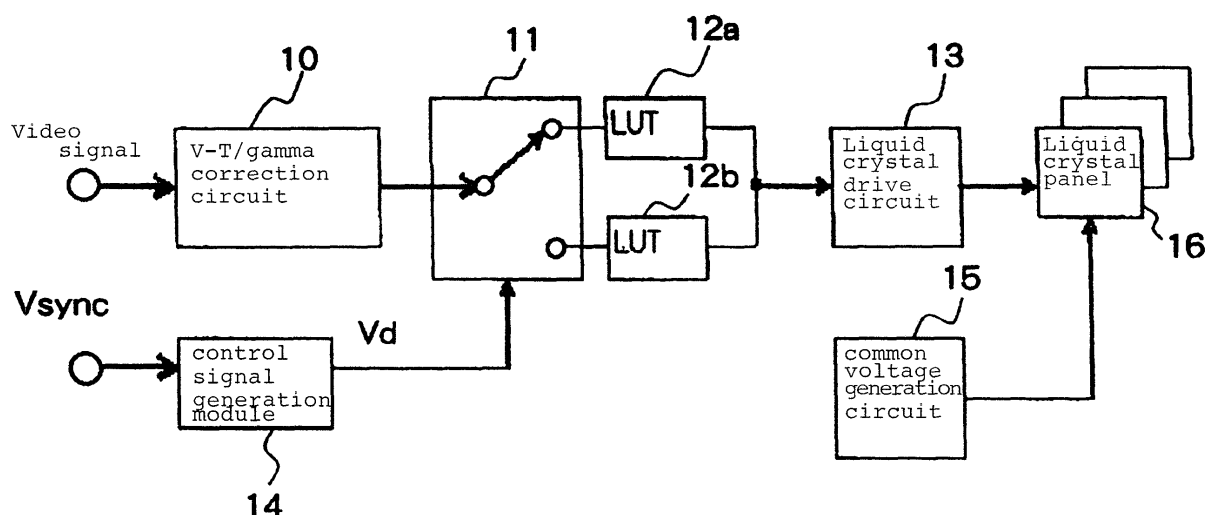 12a
11
13
10
LUT
Video
signal
V-T/gamma
correction
circuit
Liquid
crystal
drive
circuit
Liquid
crystal
panel
12b
LUT
16
15
Vsync
Vd
control
signal
generation
module
common
voltage
generation
circuit
14